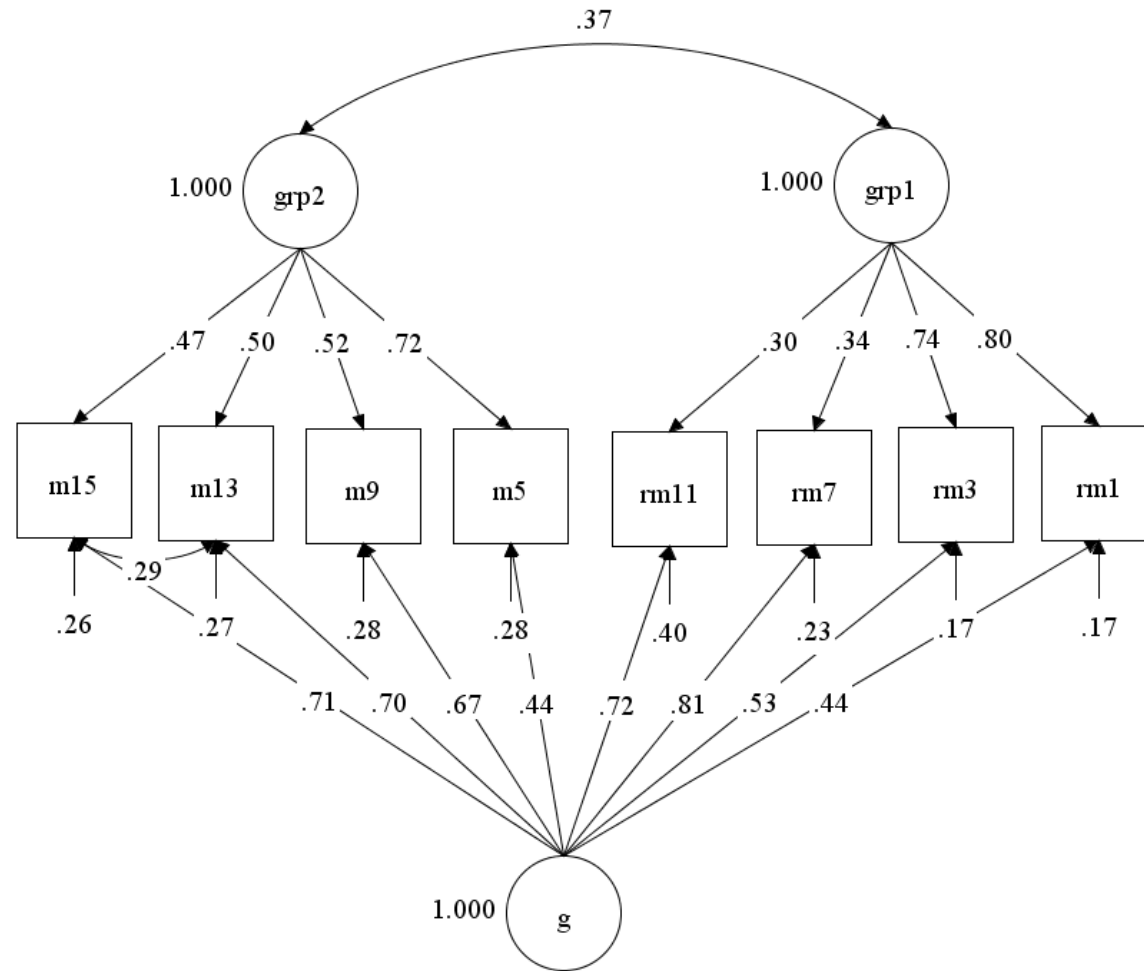 .37
1.000 grp2
1.000 grp1
.47 .50 .52 .72
.30 .34 .74 .80
m15 m13 m9 m5 rm11 rm7 rm3 rm1
.29
.26 .27 .28 .28 .40 .23 .17 .17
.71 .70 .67 .44 .72 .81 .53 .44
1.000 g